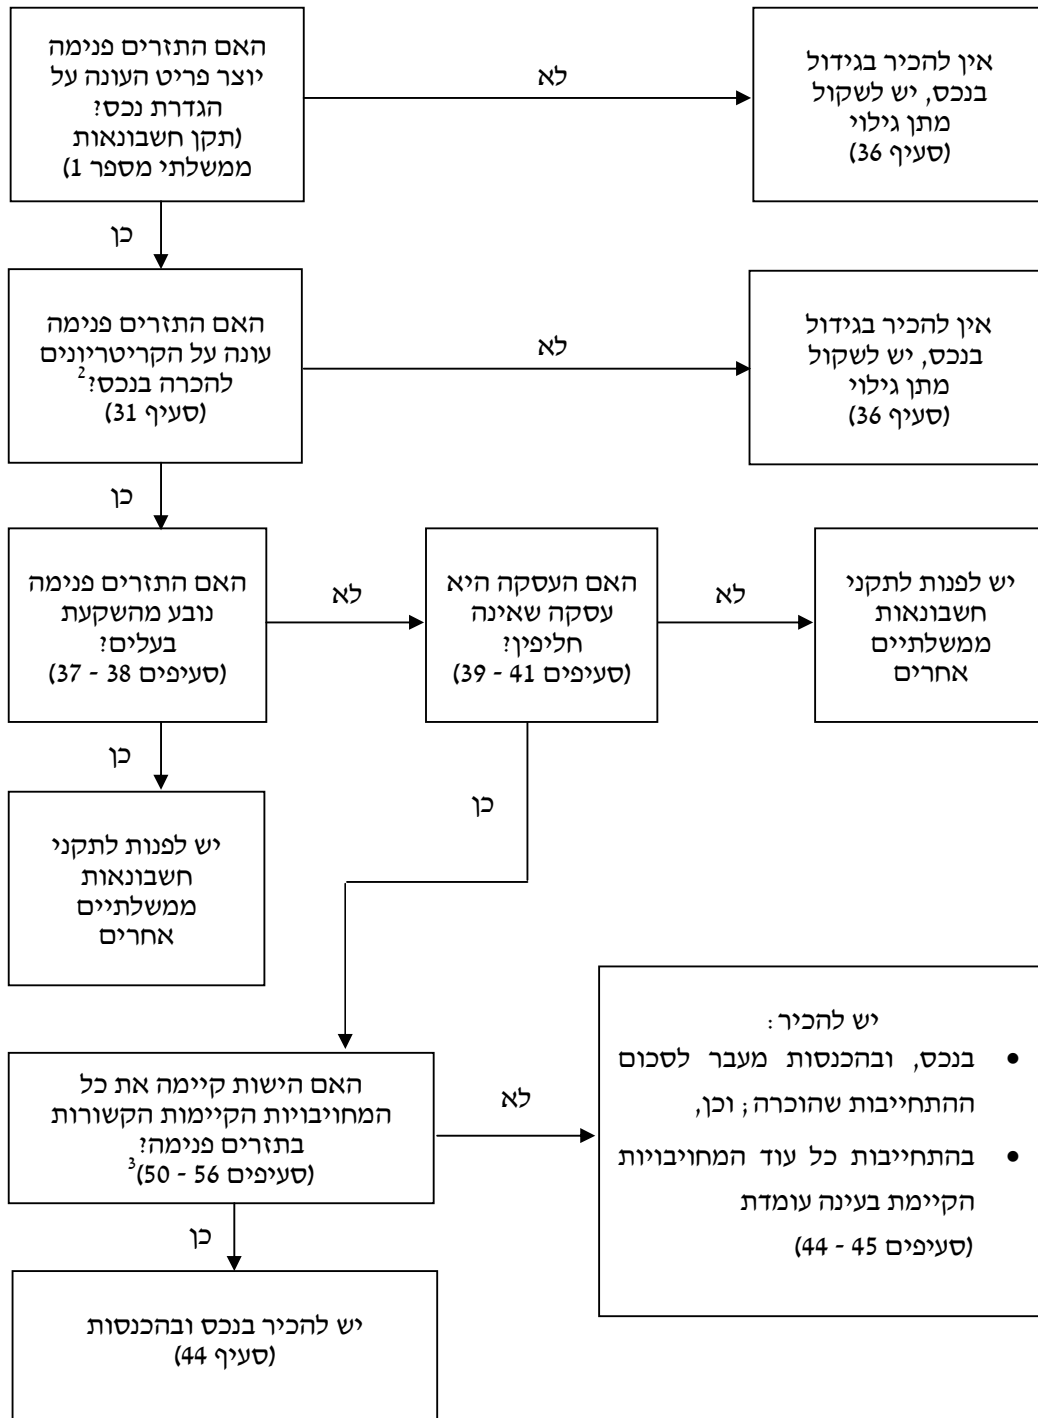 האם התזרים פנימה
יוצר פריט העונה על
הגדרת נכס?
(תקן חשבונאות
ממשלתי מספר 1)
לא
אין להכיר בגידול
בנכס, יש לשקול
מתן גילוי
(סעיף 36)
כן
האם התזרים פנימה
עונה על הקריטריונים
להכרה בנכס?2
(סעיף 31)
לא
אין להכיר בגידול
בנכס, יש לשקול
מתן גילוי
(סעיף 36)
כן
האם התזרים פנימה
נובע מהשקעת
בעלים?
(סעיפים 38 - 37)
לא
האם העסקה היא
עסקה שאינה
חליפין?
(סעיפים 41 - 39)
לא
יש לפנות לתקני
חשבונאות
ממשלתיים
אחרים
כן
יש לפנות לתקני
חשבונאות
ממשלתיים
אחרים
כן
האם הישות קיימה את כל
המחויבויות הקיימות הקשורות
בתזרים פנימה?
(סעיפים 56 - 50)3
לא
יש להכיר:
• בנכס, ובהכנסות מעבר לסכום
ההתחייבות שהוכרה; וכן,
• בהתחייבות כל עוד המחויבויות
הקיימת בעינה עומדת
(סעיפים 45 - 44)
כן
יש להכיר בנכס ובהכנסות
(סעיף 44)